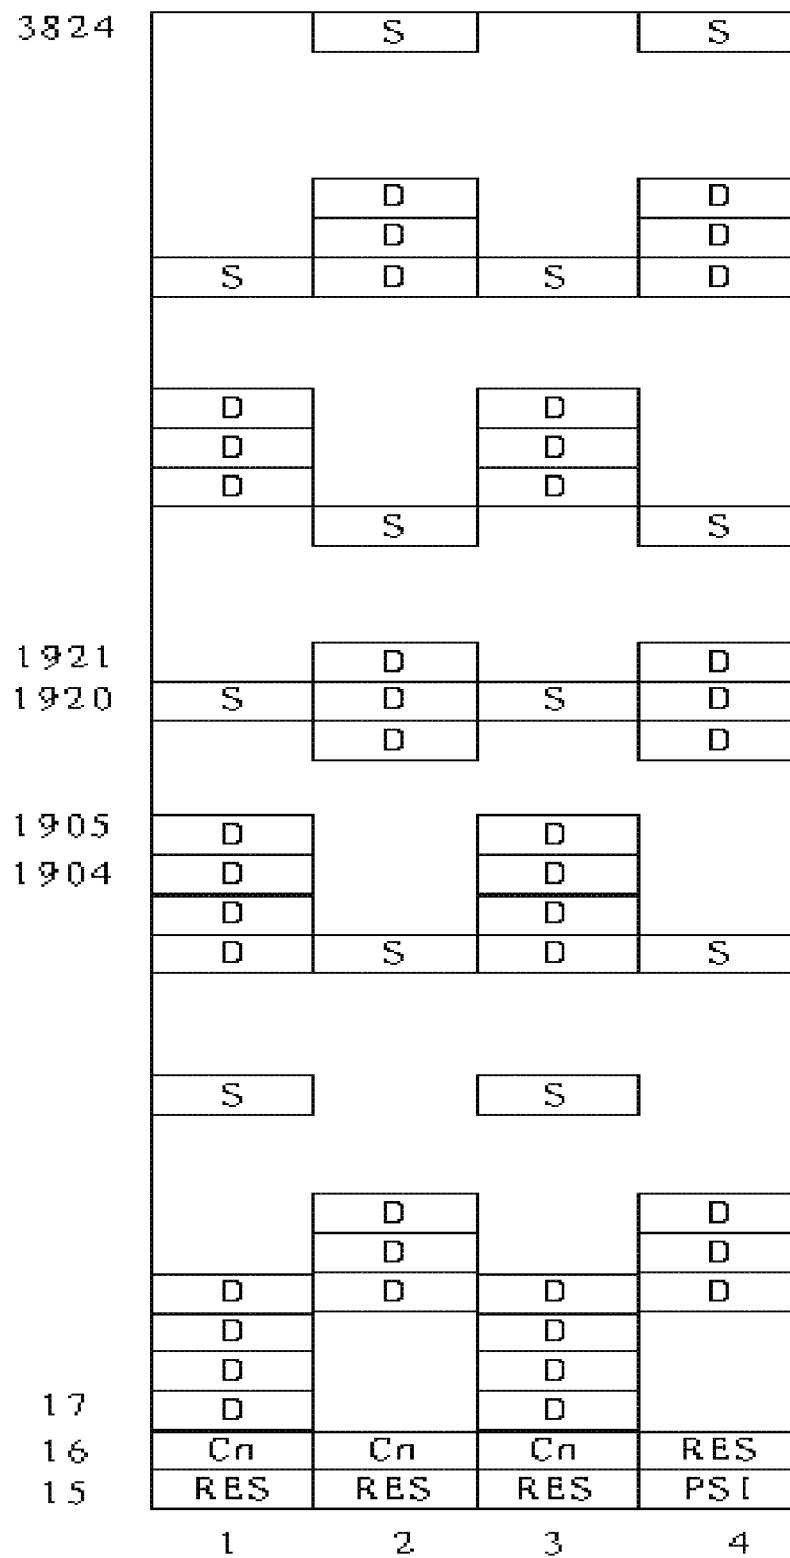 3824 S S
D D
D D
S D S D
D D
D D
D D
S S
1921 D D
1920 S D S D
D D
1905 D D
1904 D D
D D
D S D S
S S
D D
D D
D D D D
D D
D D
17 D D
16 Cn Cn Cn RES
15 RES RES RES PSI
1 2 3 4